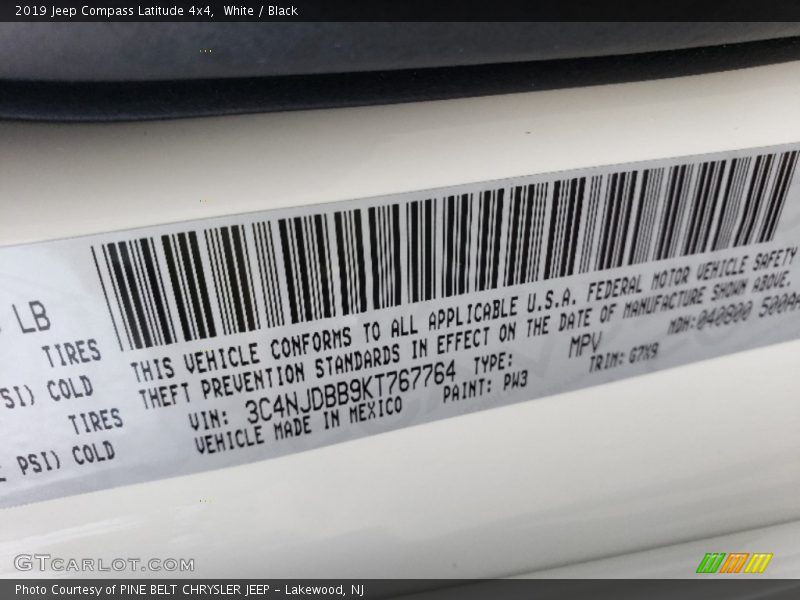 2019 Jeep Compass Latitude 4x4, White / Black
LB
TIRES
PSI) COLD
TIRES
PSI) COLD
THIS VEHICLE CONFORMS TO ALL APPLICABLE U.S.A. FEDERAL MOTOR VEHICLE SAFETY
THEFT PREVENTION STANDARDS IN EFFECT ON THE DATE OF MANUFACTURE SHOWN ABOVE.
VIN: 3C4NJDBB9KT767764 TYPE: MPV MDH:040800 500AA
VEHICLE MADE IN MEXICO PAINT: PW3 TRIM: G7X9
GTCARLOT.COM
Photo Courtesy of PINE BELT CHRYSLER JEEP - Lakewood, NJ